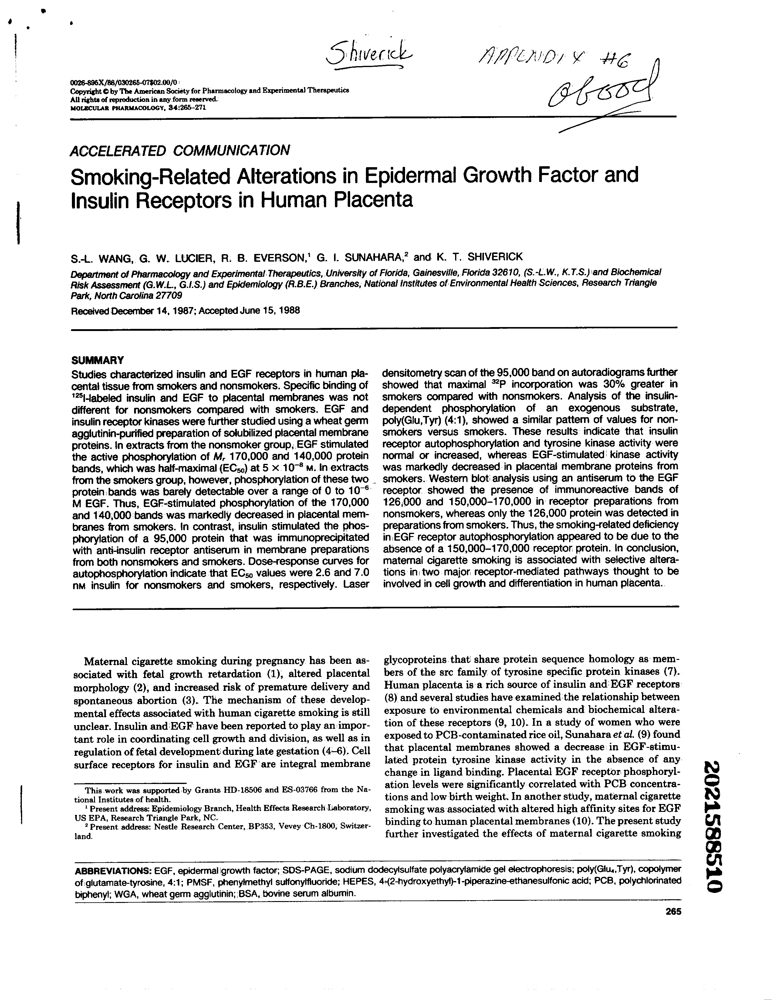 Shiverick
APPENDIX #6
0026-895X/88/030265-07$02.00/0
Copyright © by The American Society for Pharmacology and Experimental Therapeutics
All rights of reproduction in any form reserved.
MOLECULAR PHARMACOLOGY, 34:265-271
ACCELERATED COMMUNICATION
Smoking-Related Alterations in Epidermal Growth Factor and
Insulin Receptors in Human Placenta
S.-L. WANG, G. W. LUCIER, R. B. EVERSON,¹ G. I. SUNAHARA,² and K. T. SHIVERICK
Department of Pharmacology and Experimental Therapeutics, University of Florida, Gainesville, Florida 32610, (S.-L.W., K.T.S.) and Biochemical
Risk Assessment (G.W.L., G.I.S.) and Epidemiology (R.B.E.) Branches, National Institutes of Environmental Health Sciences, Research Triangle
Park, North Carolina 27709
Received December 14, 1987; Accepted June 15, 1988
SUMMARY
Studies characterized insulin and EGF receptors in human pla-
cental tissue from smokers and nonsmokers. Specific binding of
¹²⁵I-labeled insulin and EGF to placental membranes was not
different for nonsmokers compared with smokers. EGF and
insulin receptor kinases were further studied using a wheat germ
agglutinin-purified preparation of solubilized placental membrane
proteins. In extracts from the nonsmoker group, EGF stimulated
the active phosphorylation of Mr 170,000 and 140,000 protein
bands, which was half-maximal (EC₅₀) at 5 × 10⁻⁸ M. In extracts
from the smokers group, however, phosphorylation of these two
protein bands was barely detectable over a range of 0 to 10⁻⁶
M EGF. Thus, EGF-stimulated phosphorylation of the 170,000
and 140,000 bands was markedly decreased in placental mem-
branes from smokers. In contrast, insulin stimulated the phos-
phorylation of a 95,000 protein that was immunoprecipitated
with anti-insulin receptor antiserum in membrane preparations
from both nonsmokers and smokers. Dose-response curves for
autophosphorylation indicate that EC₅₀ values were 2.6 and 7.0
nM insulin for nonsmokers and smokers, respectively. Laser
densitometry scan of the 95,000 band on autoradiograms further
showed that maximal ³²P incorporation was 30% greater in
smokers compared with nonsmokers. Analysis of the insulin-
dependent phosphorylation of an exogenous substrate,
poly(Glu,Tyr) (4:1), showed a similar pattern of values for non-
smokers versus smokers. These results indicate that insulin
receptor autophosphorylation and tyrosine kinase activity were
normal or increased, whereas EGF-stimulated kinase activity
was markedly decreased in placental membrane proteins from
smokers. Western blot analysis using an antiserum to the EGF
receptor showed the presence of immunoreactive bands of
126,000 and 150,000-170,000 in receptor preparations from
nonsmokers, whereas only the 126,000 protein was detected in
preparations from smokers. Thus, the smoking-related deficiency
in EGF receptor autophosphorylation appeared to be due to the
absence of a 150,000-170,000 receptor protein. In conclusion,
maternal cigarette smoking is associated with selective altera-
tions in two major receptor-mediated pathways thought to be
involved in cell growth and differentiation in human placenta.
Maternal cigarette smoking during pregnancy has been as-
sociated with fetal growth retardation (1), altered placental
morphology (2), and increased risk of premature delivery and
spontaneous abortion (3). The mechanism of these develop-
mental effects associated with human cigarette smoking is still
unclear. Insulin and EGF have been reported to play an impor-
tant role in coordinating cell growth and division, as well as in
regulation of fetal development during late gestation (4-6). Cell
surface receptors for insulin and EGF are integral membrane
This work was supported by Grants HD-18506 and ES-03766 from the Na-
tional Institutes of health.
¹ Present address: Epidemiology Branch, Health Effects Research Laboratory,
US EPA, Research Triangle Park, NC.
² Present address: Nestle Research Center, BP353, Vevey Ch-1800, Switzer-
land.
glycoproteins that share protein sequence homology as mem-
bers of the src family of tyrosine specific protein kinases (7).
Human placenta is a rich source of insulin and EGF receptors
(8) and several studies have examined the relationship between
exposure to environmental chemicals and biochemical altera-
tion of these receptors (9, 10). In a study of women who were
exposed to PCB-contaminated rice oil, Sunahara et al. (9) found
that placental membranes showed a decrease in EGF-stimu-
lated protein tyrosine kinase activity in the absence of any
change in ligand binding. Placental EGF receptor phosphoryl-
ation levels were significantly correlated with PCB concentra-
tions and low birth weight. In another study, maternal cigarette
smoking was associated with altered high affinity sites for EGF
binding to human placental membranes (10). The present study
further investigated the effects of maternal cigarette smoking
2021588510
ABBREVIATIONS: EGF, epidermal growth factor; SDS-PAGE, sodium dodecylsulfate polyacrylamide gel electrophoresis; poly(Glu₄,Tyr), copolymer
of glutamate-tyrosine, 4:1; PMSF, phenylmethyl sulfonylfluoride; HEPES, 4-(2-hydroxyethyl)-1-piperazine-ethanesulfonic acid; PCB, polychlorinated
biphenyl; WGA, wheat germ agglutinin; BSA, bovine serum albumin.
265